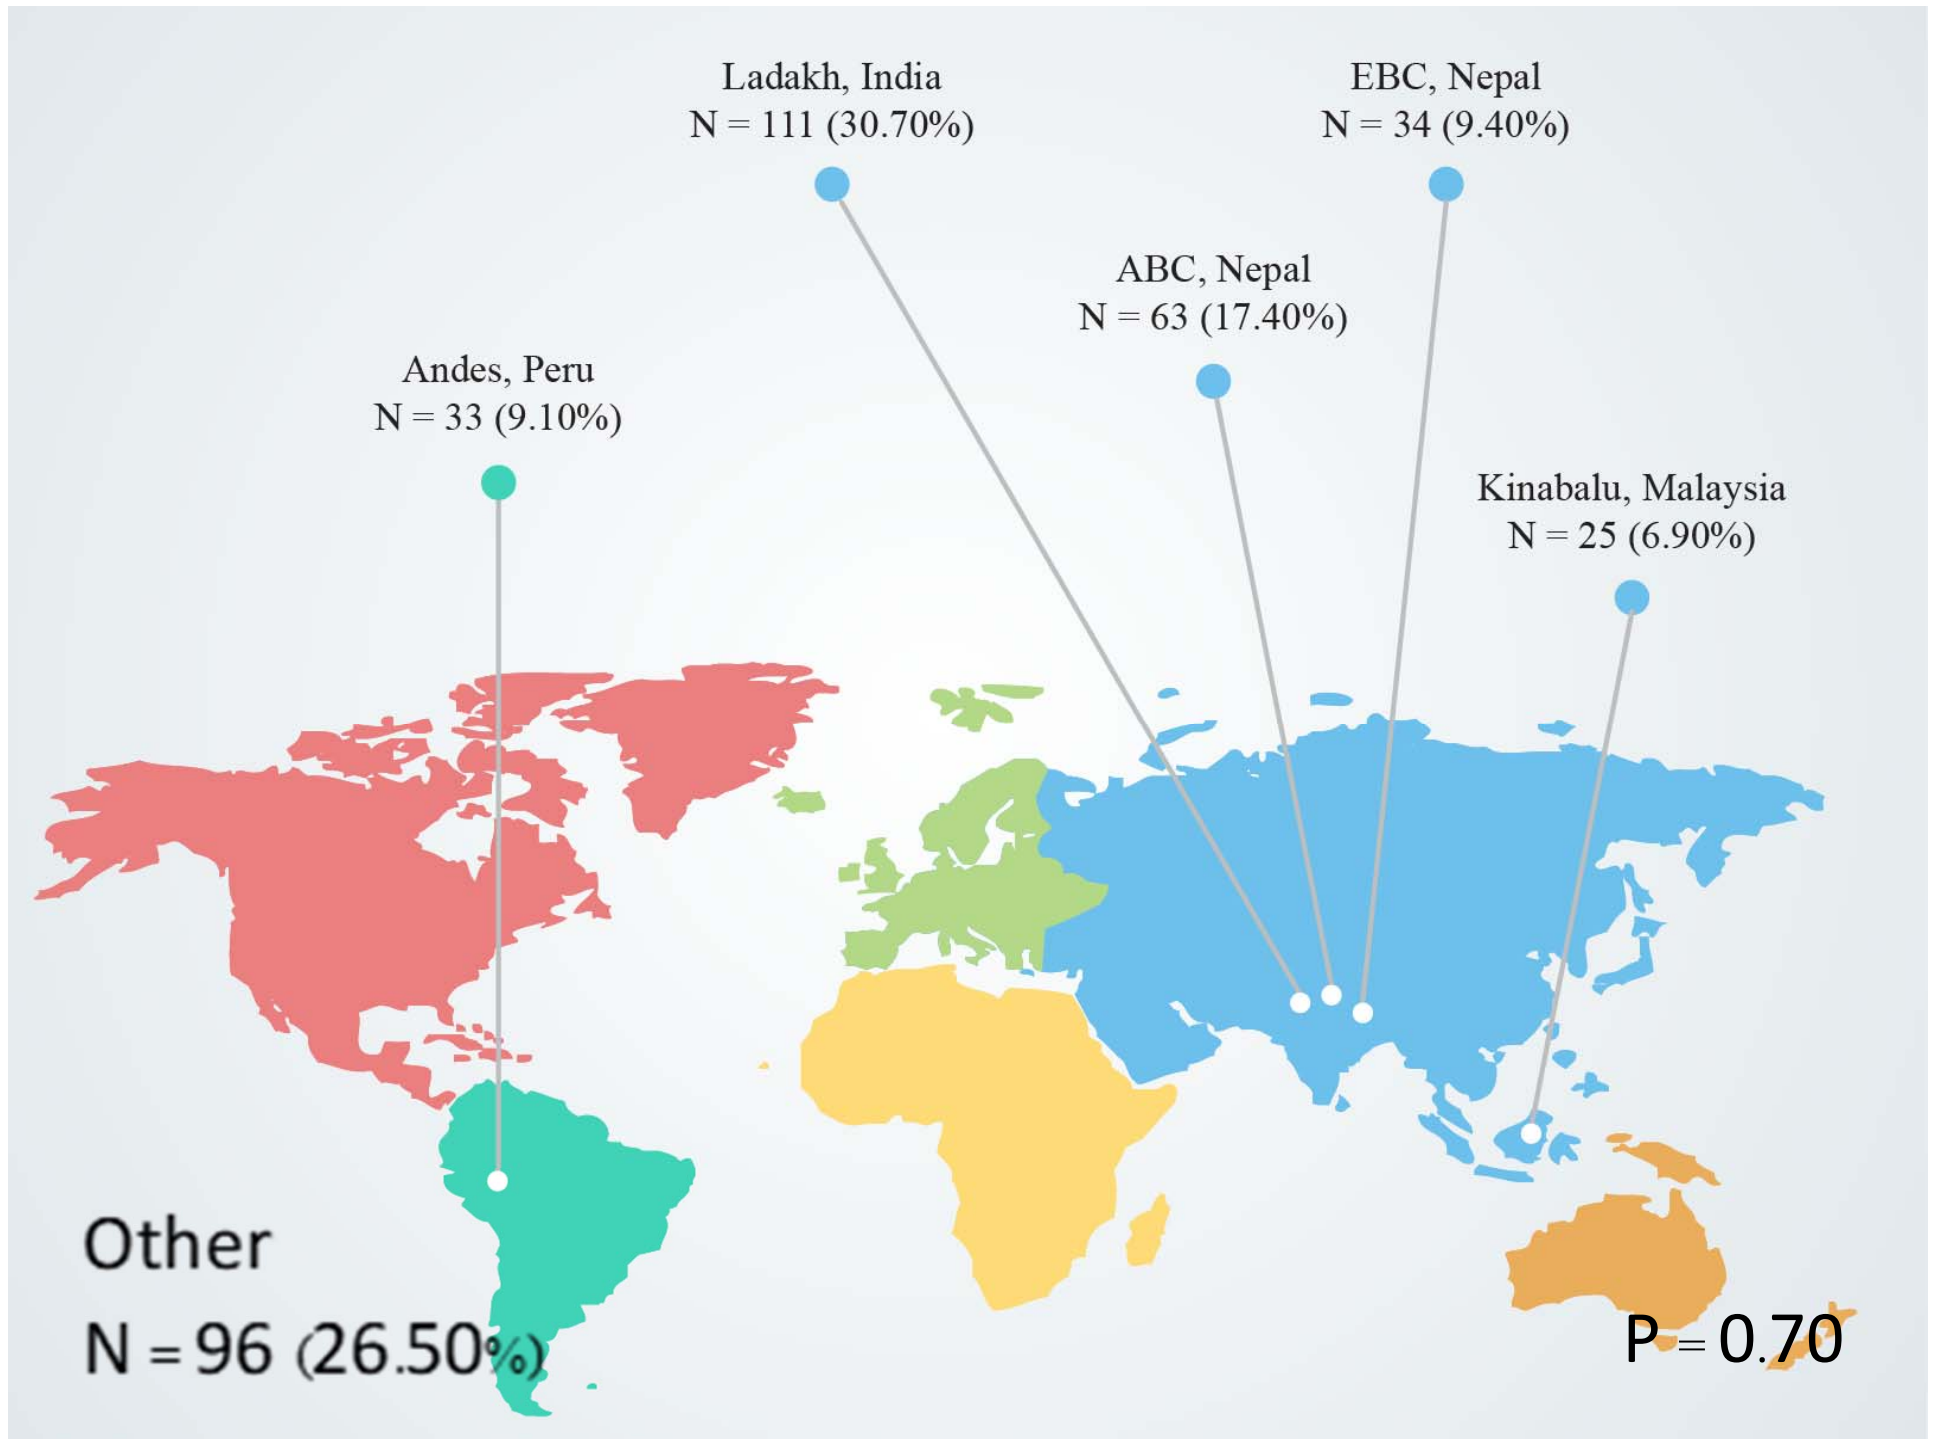 Ladakh, India
N = 111 (30.70%)
EBC, Nepal
N = 34 (9.40%)
ABC, Nepal
N = 63 (17.40%)
Andes, Peru
N = 33 (9.10%)
Kinabalu, Malaysia
N = 25 (6.90%)
Other
N = 96 (26.50%)
P = 0.70